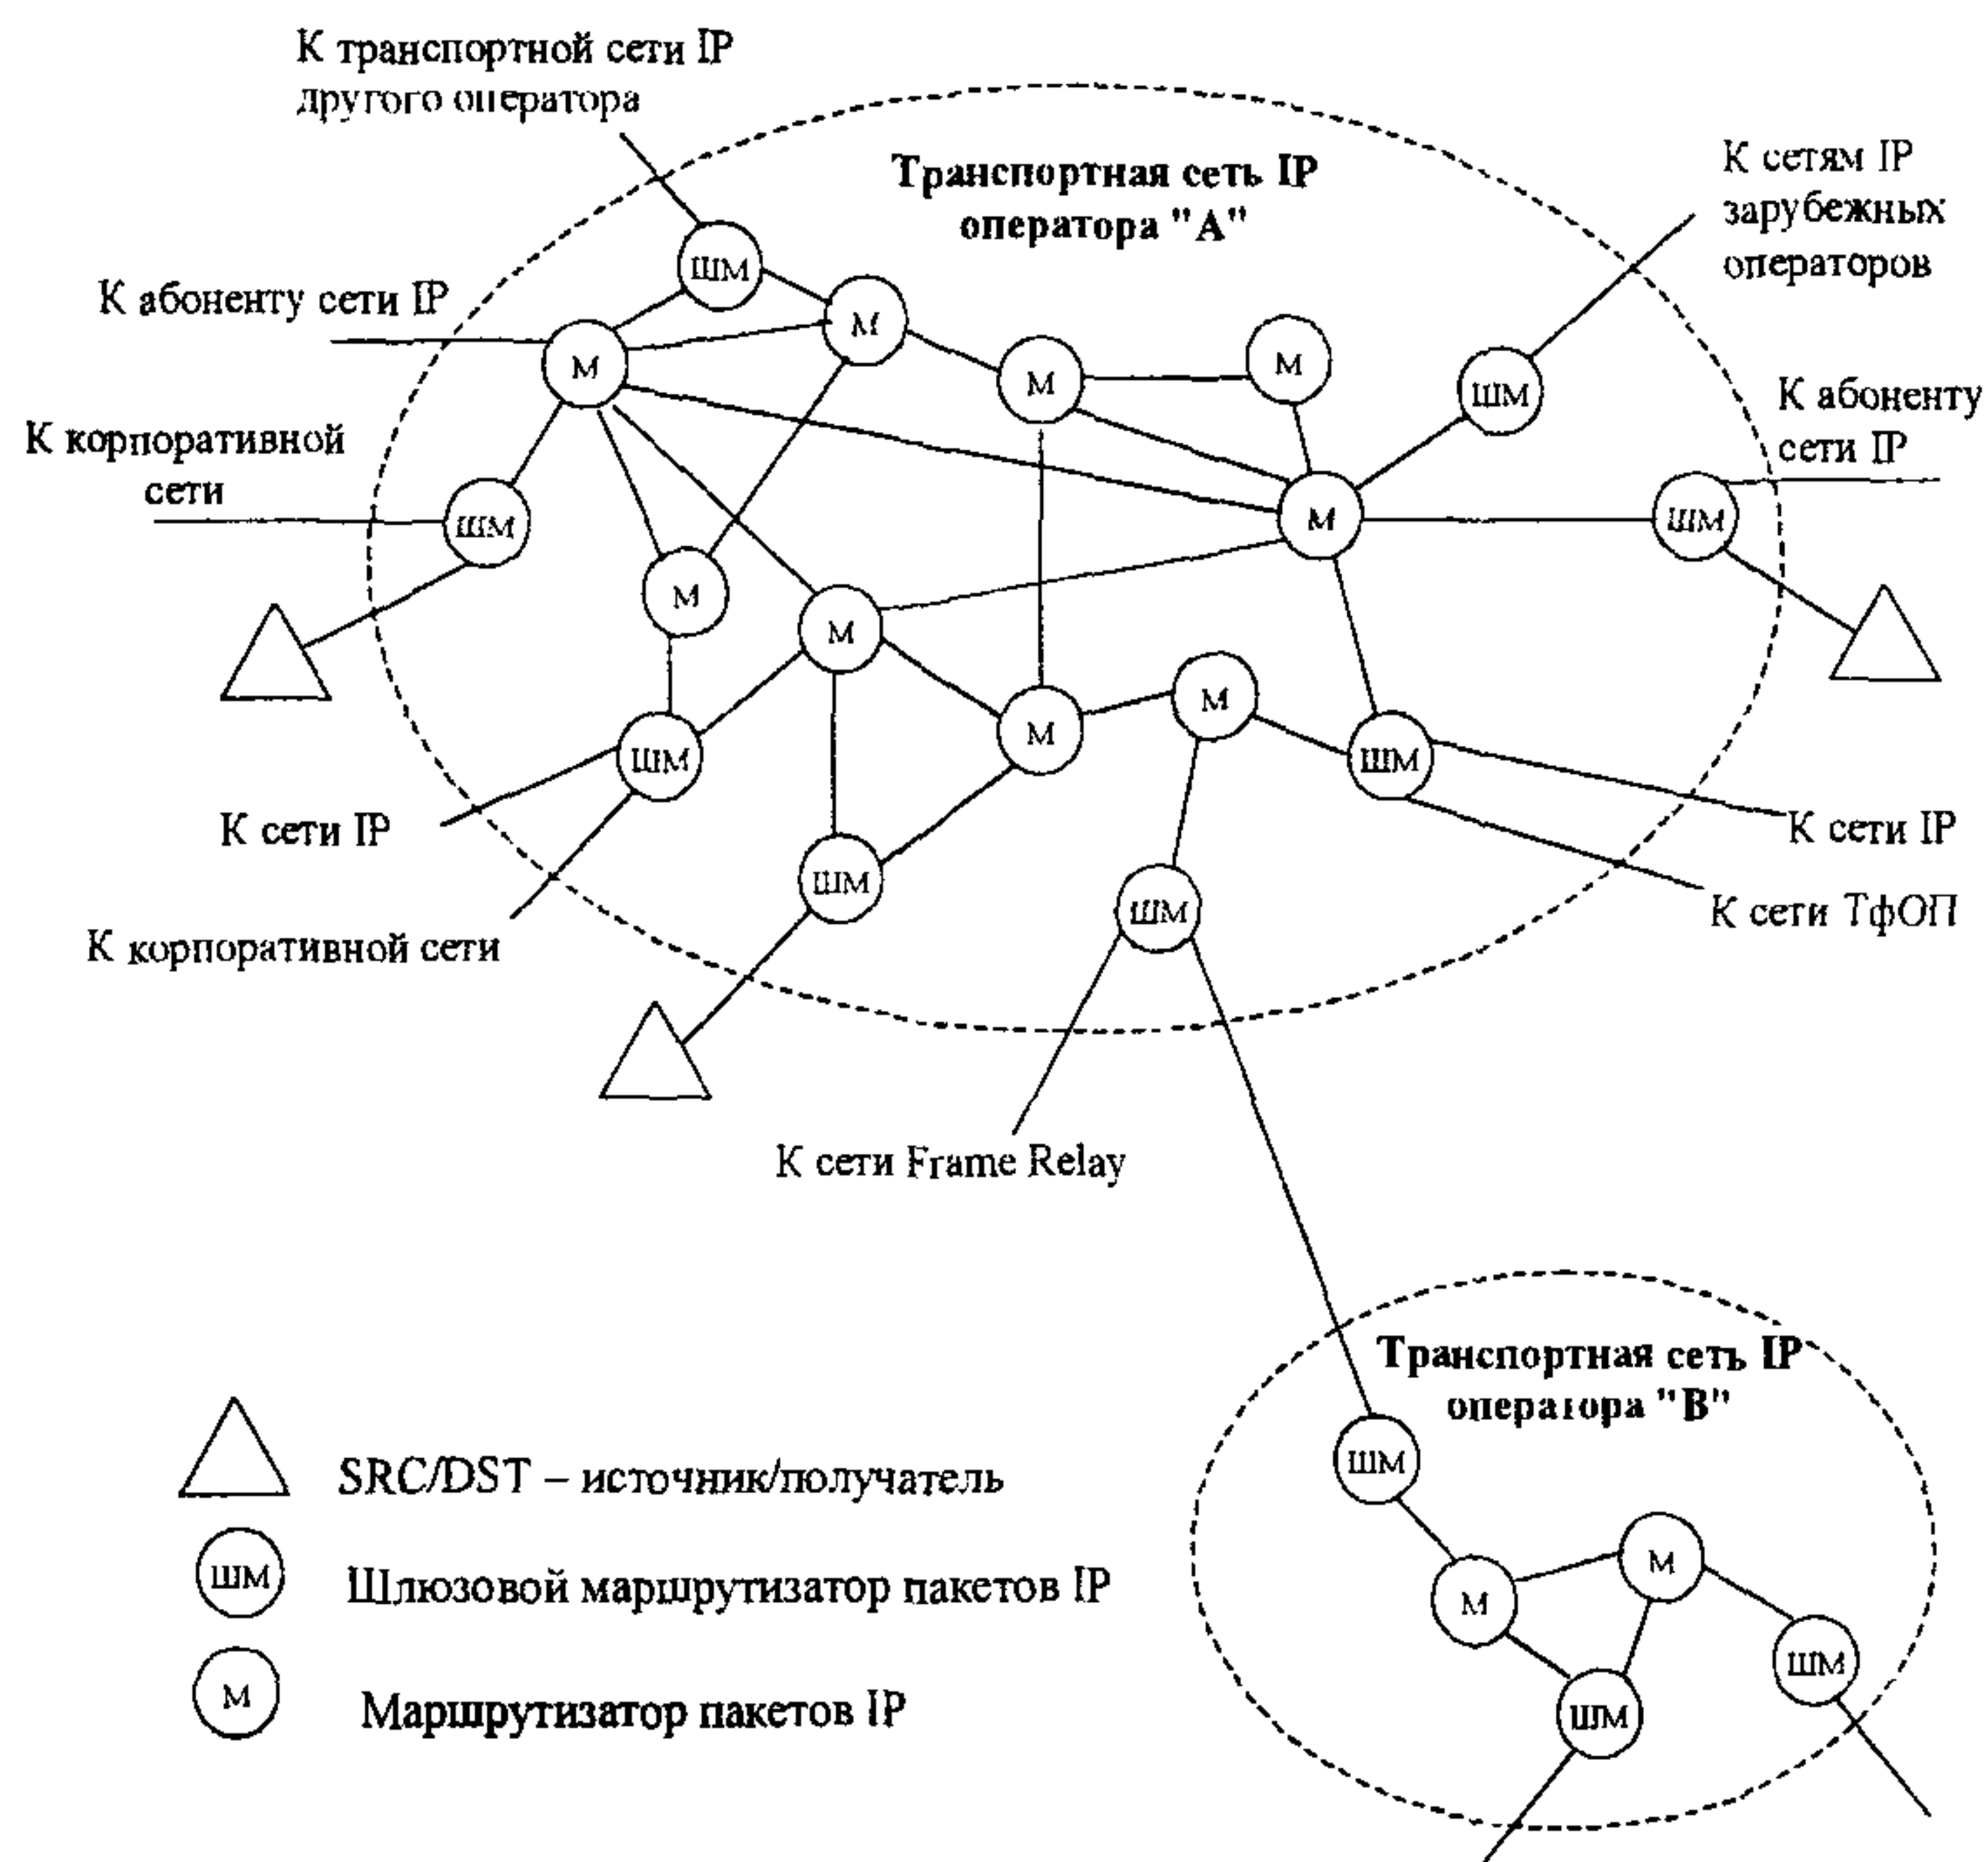 К транспортной сети IP
другого оператора
Транспортная сеть IP
оператора "А"
К сетям IP
зарубежных
операторов
ШМ
К абоненту сети IP
М
М
М
М
ШМ
К абоненту
сети IP
К корпоративной
сети
ШМ
М
ШМ
М
М
М
М
ШМ
ШМ
К сети IP
К сети IP
ШМ
ШМ
К сети ТфОП
К корпоративной сети
К сети Frame Relay
Транспортная сеть IP
оператора "В"
ШМ
SRC/DST – источник/получатель
М
ШМ
Шлюзовой маршрутизатор пакетов IP
М
ШМ
М
Маршрутизатор пакетов IP
ШМ